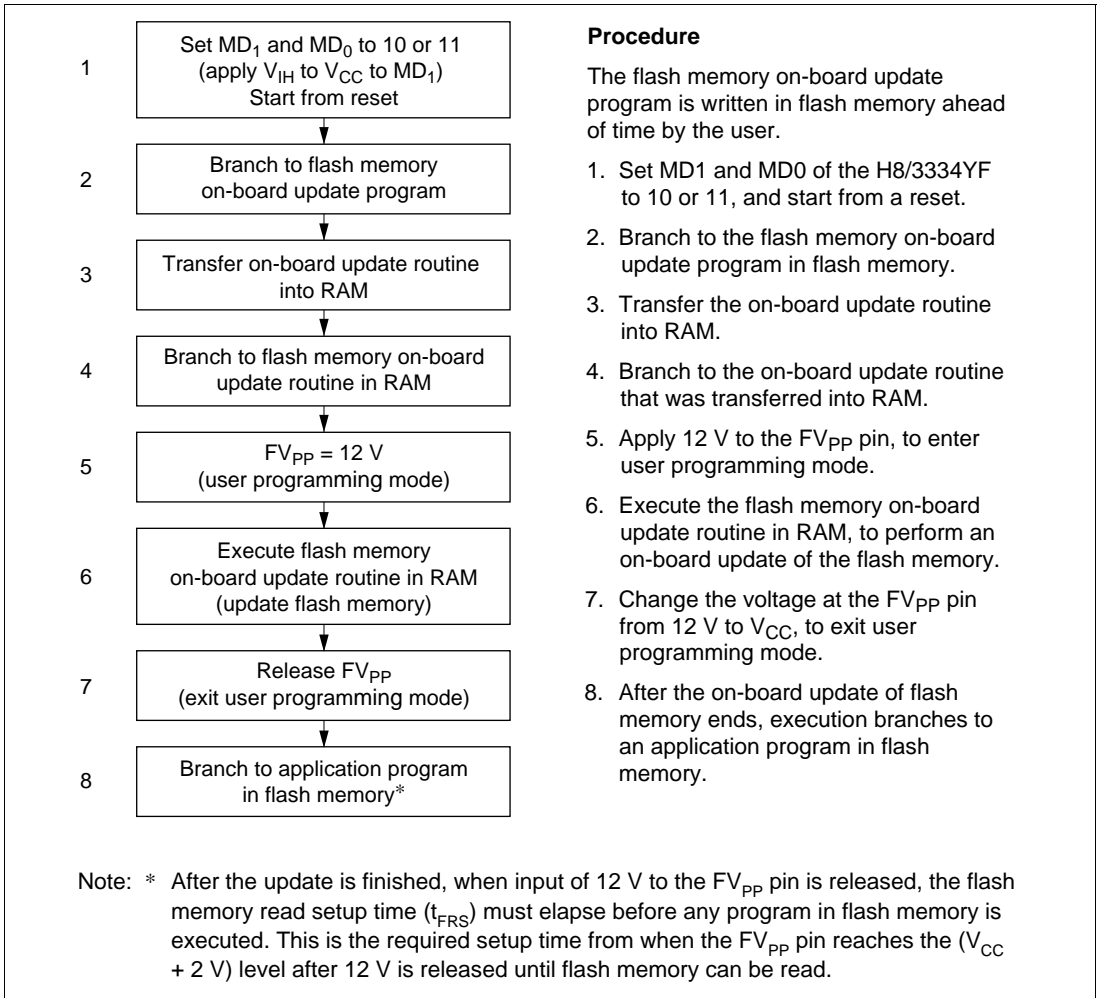 1
Set MD1 and MD0 to 10 or 11
(apply VIH to VCC to MD1)
Start from reset
2
Branch to flash memory
on-board update program
3
Transfer on-board update routine
into RAM
4
Branch to flash memory on-board
update routine in RAM
5
FVPP = 12 V
(user programming mode)
6
Execute flash memory
on-board update routine in RAM
(update flash memory)
7
Release FVPP
(exit user programming mode)
8
Branch to application program
in flash memory*
Procedure
The flash memory on-board update
program is written in flash memory ahead
of time by the user.
1. Set MD1 and MD0 of the H8/3334YF
to 10 or 11, and start from a reset.
2. Branch to the flash memory on-board
update program in flash memory.
3. Transfer the on-board update routine
into RAM.
4. Branch to the on-board update routine
that was transferred into RAM.
5. Apply 12 V to the FVPP pin, to enter
user programming mode.
6. Execute the flash memory on-board
update routine in RAM, to perform an
on-board update of the flash memory.
7. Change the voltage at the FVPP pin
from 12 V to VCC, to exit user
programming mode.
8. After the on-board update of flash
memory ends, execution branches to
an application program in flash
memory.
Note: * After the update is finished, when input of 12 V to the FVPP pin is released, the flash
memory read setup time (tFRS) must elapse before any program in flash memory is
executed. This is the required setup time from when the FVPP pin reaches the (VCC
+ 2 V) level after 12 V is released until flash memory can be read.